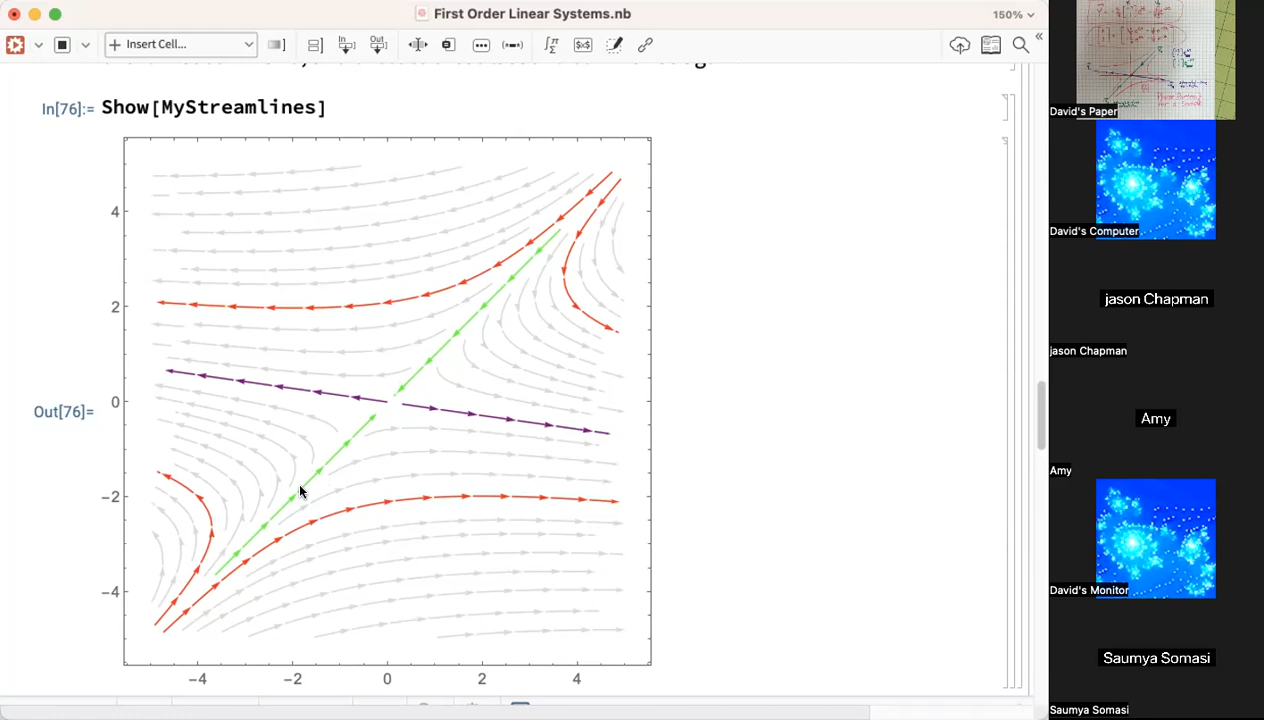 First Order Linear Systems.nb
150%
Insert Cell...
In[76]:= Show[MyStreamlines]
Out[76]=
4
2
0
−2
−4
−4 −2 0 2 4
David's Paper
David's Computer
jason Chapman
jason Chapman
Amy
Amy
David's Monitor
Saumya Somasi
Saumya Somasi